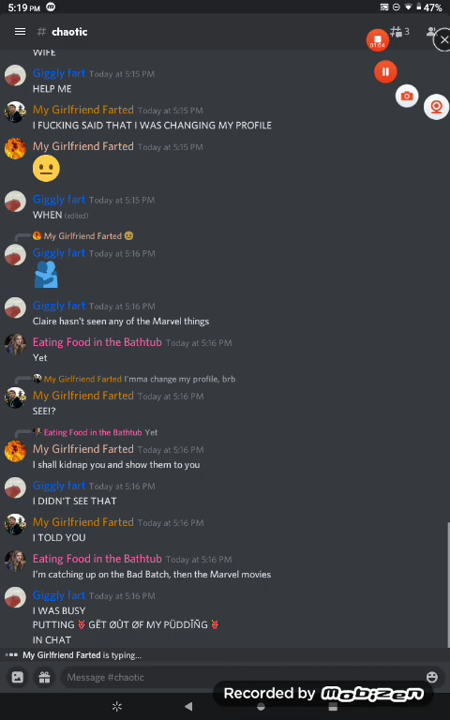 5:19 PM
47%
# chaotic
3
01:04
WIFE
Giggly fart Today at 5:15 PM
HELP ME
My Girlfriend Farted Today at 5:15 PM
I FUCKING SAID THAT I WAS CHANGING MY PROFILE
My Girlfriend Farted Today at 5:15 PM
Giggly fart Today at 5:15 PM
WHEN (edited)
My Girlfriend Farted
Giggly fart Today at 5:16 PM
Giggly fart Today at 5:16 PM
Claire hasn't seen any of the Marvel things
Eating Food in the Bathtub Today at 5:16 PM
Yet
My Girlfriend Farted I'mma change my profile, brb
My Girlfriend Farted Today at 5:16 PM
SEE!?
Eating Food in the Bathtub Yet
My Girlfriend Farted Today at 5:16 PM
I shall kidnap you and show them to you
Giggly fart Today at 5:16 PM
I DIDN'T SEE THAT
My Girlfriend Farted Today at 5:16 PM
I TOLD YOU
Eating Food in the Bathtub Today at 5:16 PM
I'm catching up on the Bad Batch, then the Marvel movies
Giggly fart Today at 5:16 PM
I WAS BUSY
PUTTING GËT ØÛT ØF MY PÜDDÏÑG
IN CHAT
My Girlfriend Farted is typing...
Message #chaotic
Recorded by Mobizen